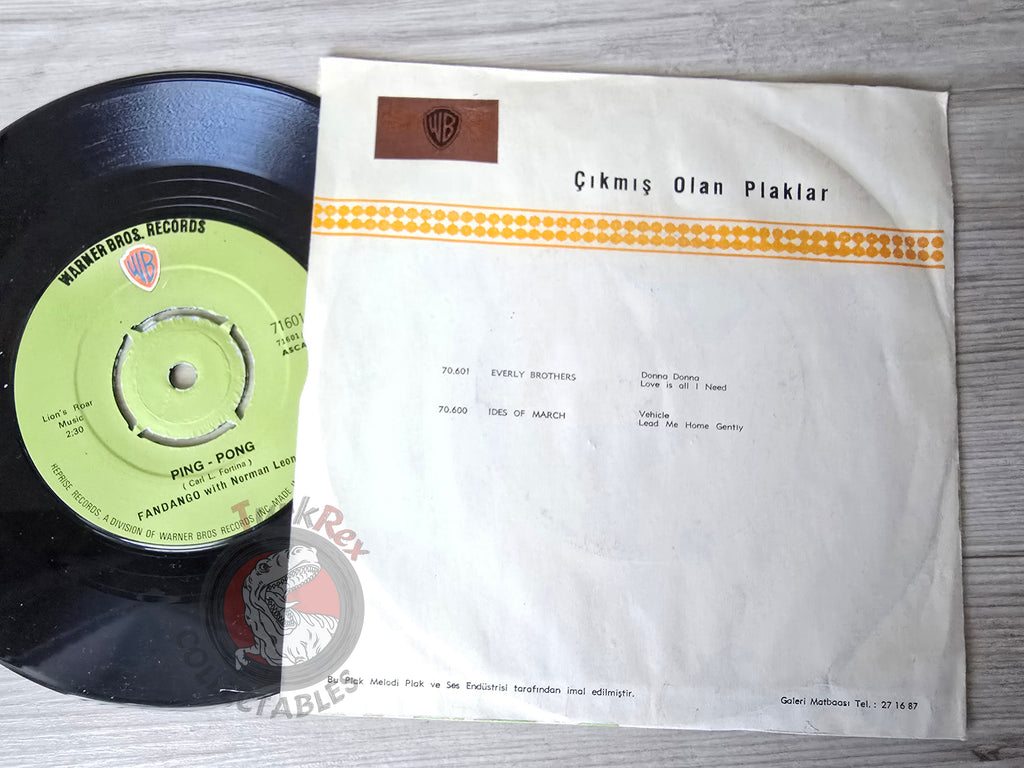 WARNER BROS. RECORDS
WB
71601
71601
ASCA
Lion's Roar
Music
2:30
PING - PONG
( Carl L. Fortina )
FANDANGO with Norman Leon
REPRISE RECORDS, A DIVISION OF WARNER BROS RECORDS INC. MADE
WB
Çıkmış Olan Plaklar
70.601 EVERLY BROTHERS Donna Donna
Love is all I Need
70.600 IDES OF MARCH Vehicle
Lead Me Home Gently
Bu Plak Melodi Plak ve Ses Endüstrisi tarafından imal edilmiştir.
Galeri Matbaası Tel. : 27 16 87
COLLECTABLES